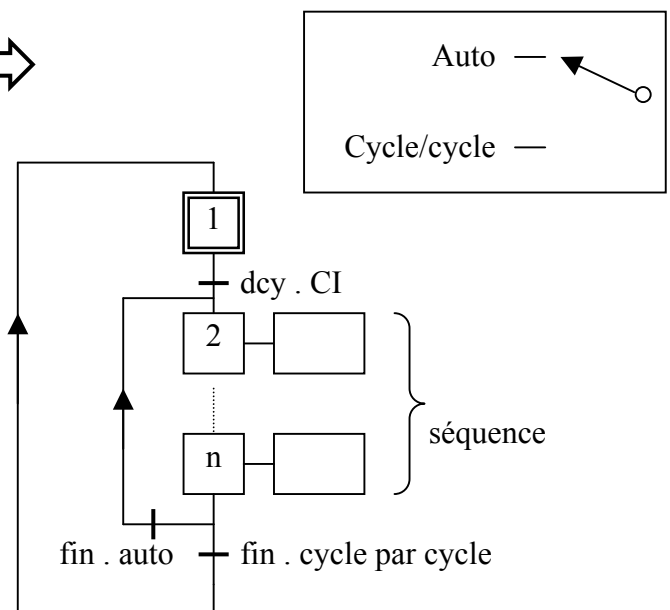 Auto
Cycle/cycle
1
dcy . CI
2
séquence
n
fin . auto
fin . cycle par cycle